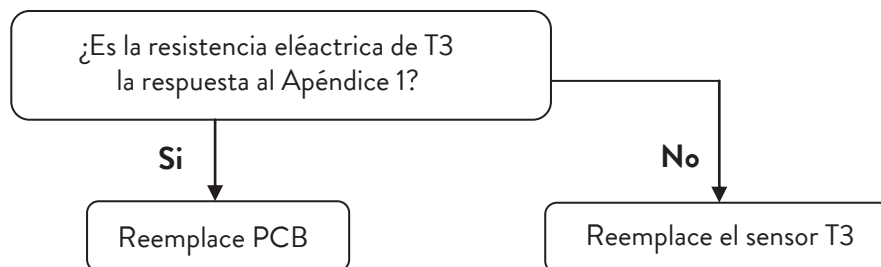 ¿Es la resistencia eléactrica de T3
la respuesta al Apéndice 1?
Si
No
Reemplace PCB
Reemplace el sensor T3